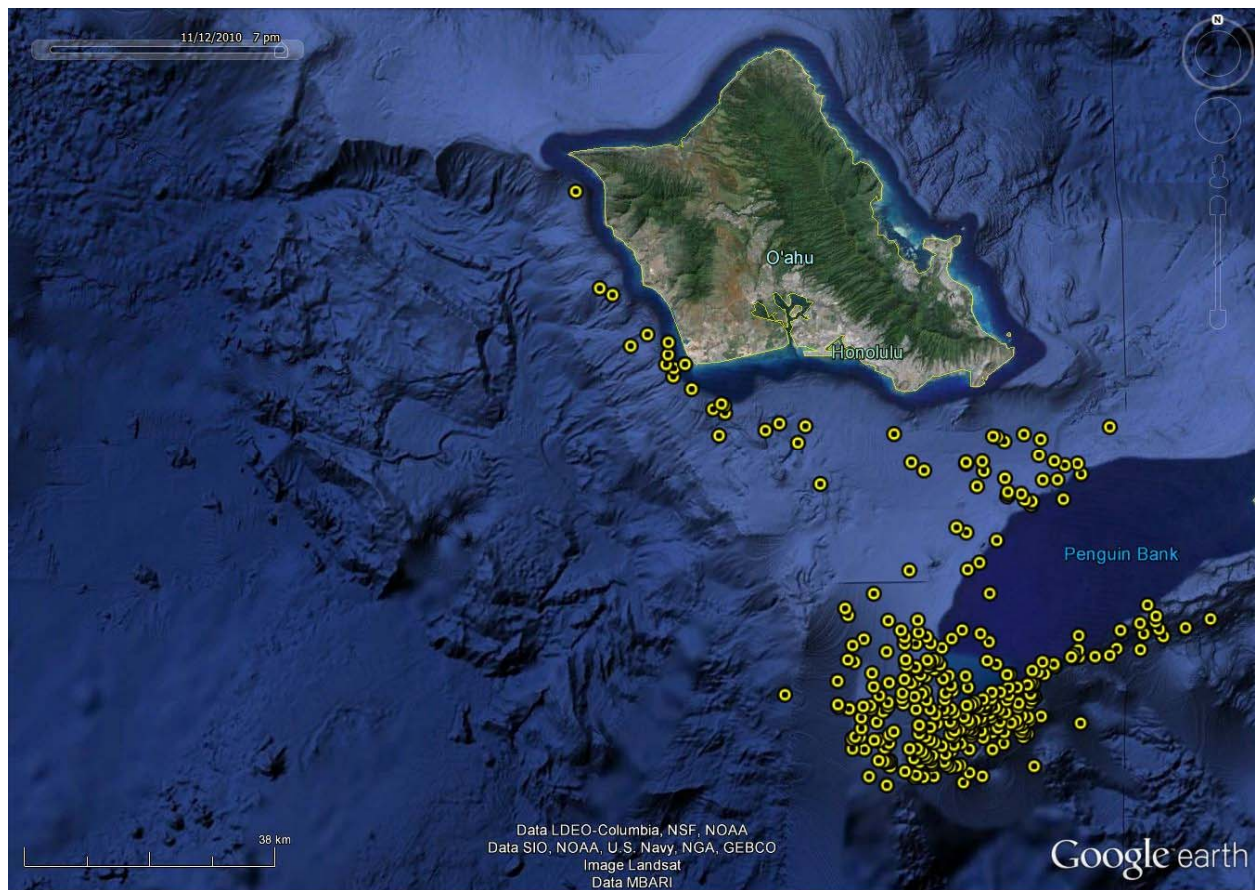 11/12/2010 7 pm
N
O'ahu
Honolulu
Penguin Bank
38 km
Data LDEO-Columbia, NSF, NOAA
Data SIO, NOAA, U.S. Navy, NGA, GEBCO
Image Landsat
Data MBARI
Google earth